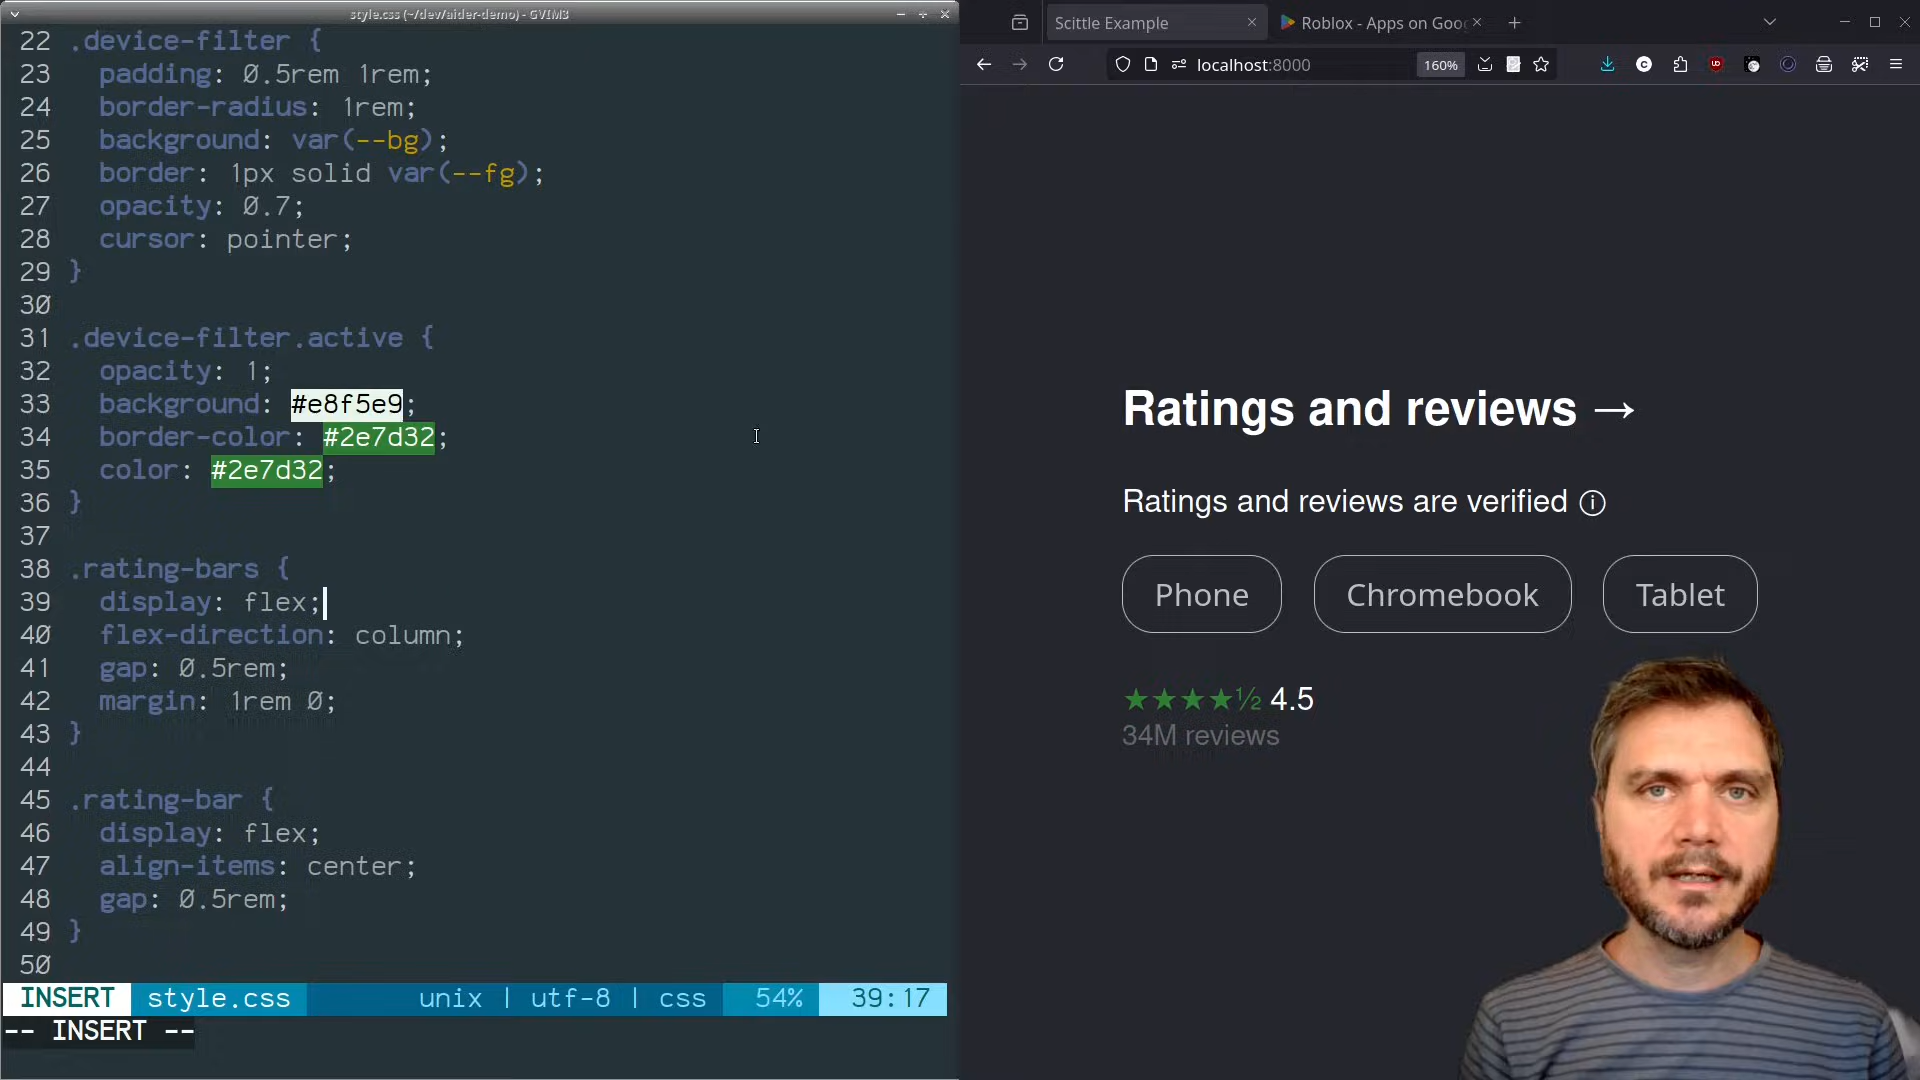 style.css (~/dev/aider-demo) - GVIM3
22 .device-filter {
23 padding: 0.5rem 1rem;
24 border-radius: 1rem;
25 background: var(--bg);
26 border: 1px solid var(--fg);
27 opacity: 0.7;
28 cursor: pointer;
29 }
30
31 .device-filter.active {
32 opacity: 1;
33 background: #e8f5e9;
34 border-color: #2e7d32;
35 color: #2e7d32;
36 }
37
38 .rating-bars {
39 display: flex;
40 flex-direction: column;
41 gap: 0.5rem;
42 margin: 1rem 0;
43 }
44
45 .rating-bar {
46 display: flex;
47 align-items: center;
48 gap: 0.5rem;
49 }
50
INSERT style.css unix | utf-8 | css 54% 39:17
-- INSERT --
Scittle Example
Roblox - Apps on Goo
localhost:8000 160%
Ratings and reviews →
Ratings and reviews are verified ⓘ
Phone Chromebook Tablet
★★★★½ 4.5
34M reviews